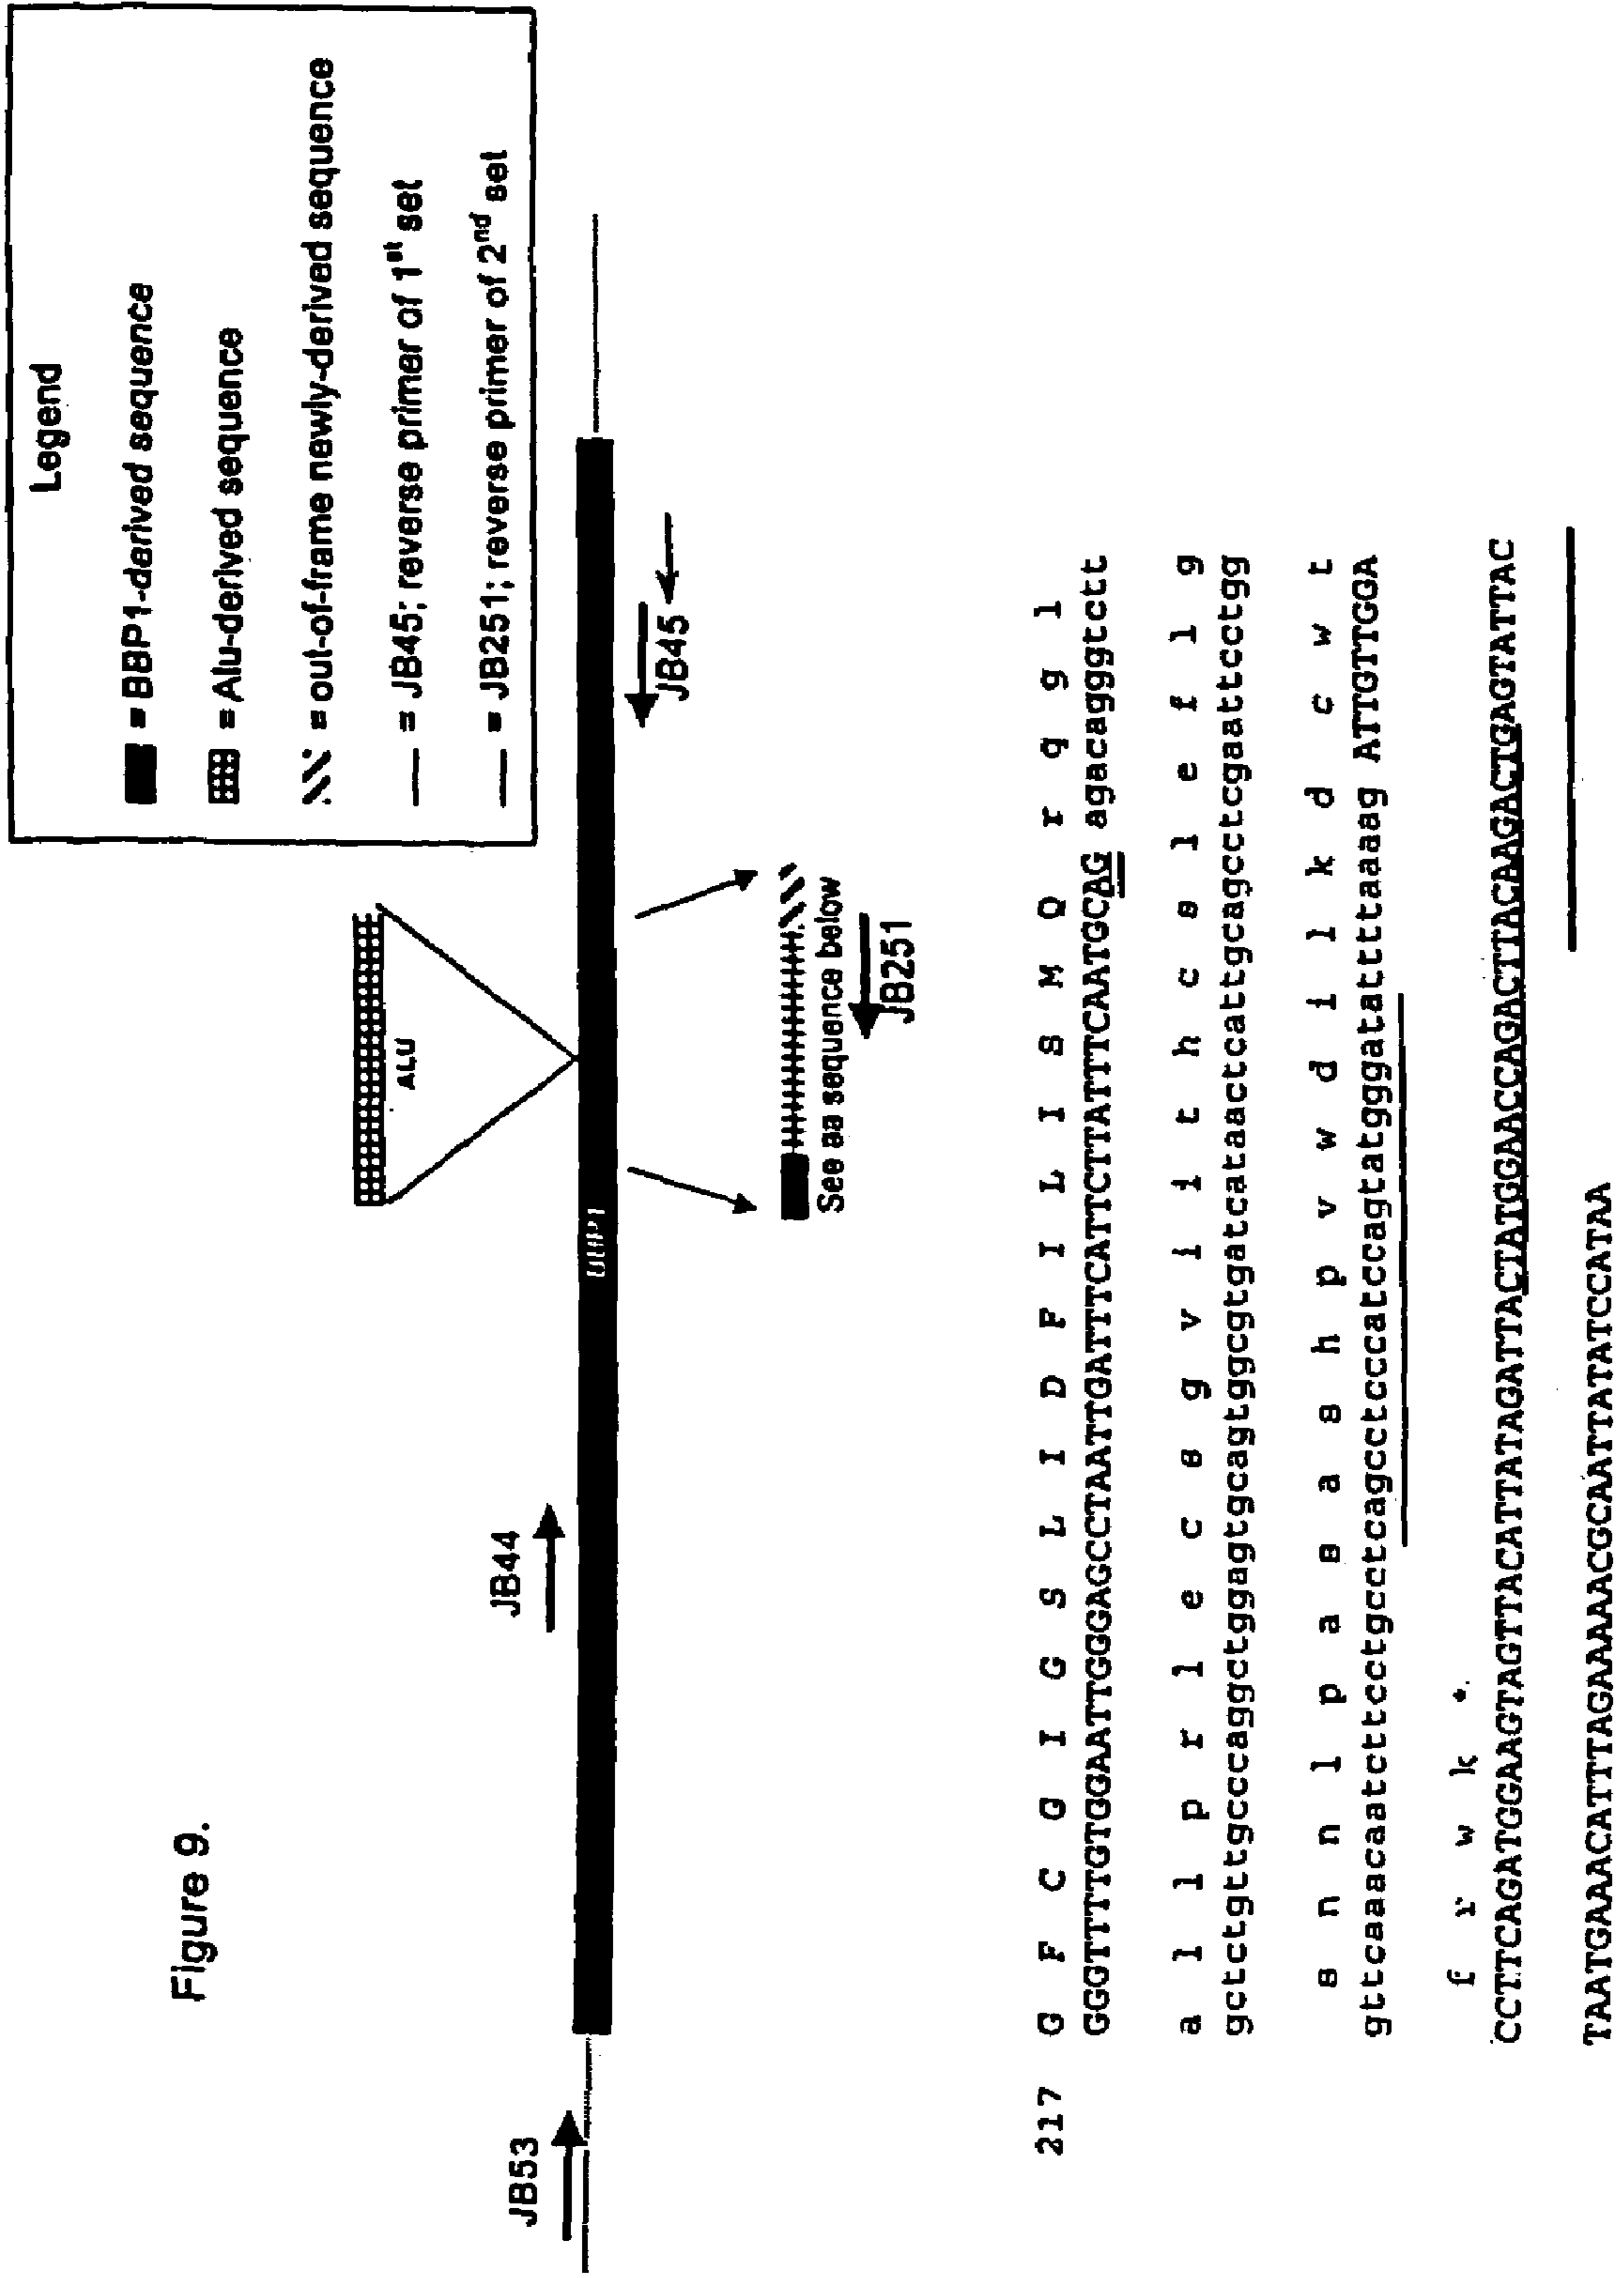 Figure 9.
Legend
= BBP1-derived sequence
= Alu-derived sequence
= out-of-frame newly-derived sequence
= JB45; reverse primer of 1st set
= JB251; reverse primer of 2nd set
ALU
JB53
JB44
BBP1
JB45
See aa sequence below
JB251
217 G F C G I G S L I D F I L I S M Q r q g l
GGGTTTTGTGGAATTGGGAGCCTAATTGATTTCATTCTTATTTCAATGCAG agacagggtctt
a l l p r l e c s g v i i t h c s l e f l g
gctctgttgcccaggctggagtgcagtggcgtgatcataactcattgcagcctcgaattcctgg
s n n l p a s a s h p v w d i l k d c w t
gttcaaacaatcttcctgcctcagcctcccatccagtatgggatattttaaaag ATTGTTGGA
f r w k *
CCTTCAGATGGAAGTAGTTACATTATAGATTACTATGGAACCAGACTTACAAGACTGAGTATTAC
TAATGAAACATTTAGAAAAACGCAATTATATCCATAA